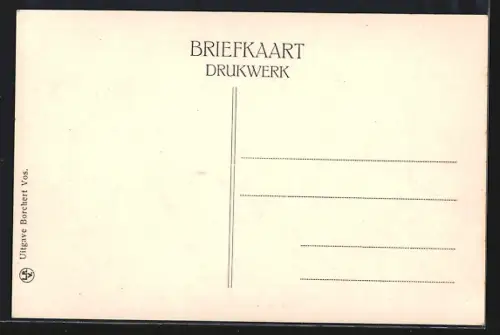 BRIEFKAART
DRUKWERK
Uitgave Borchert Vos.